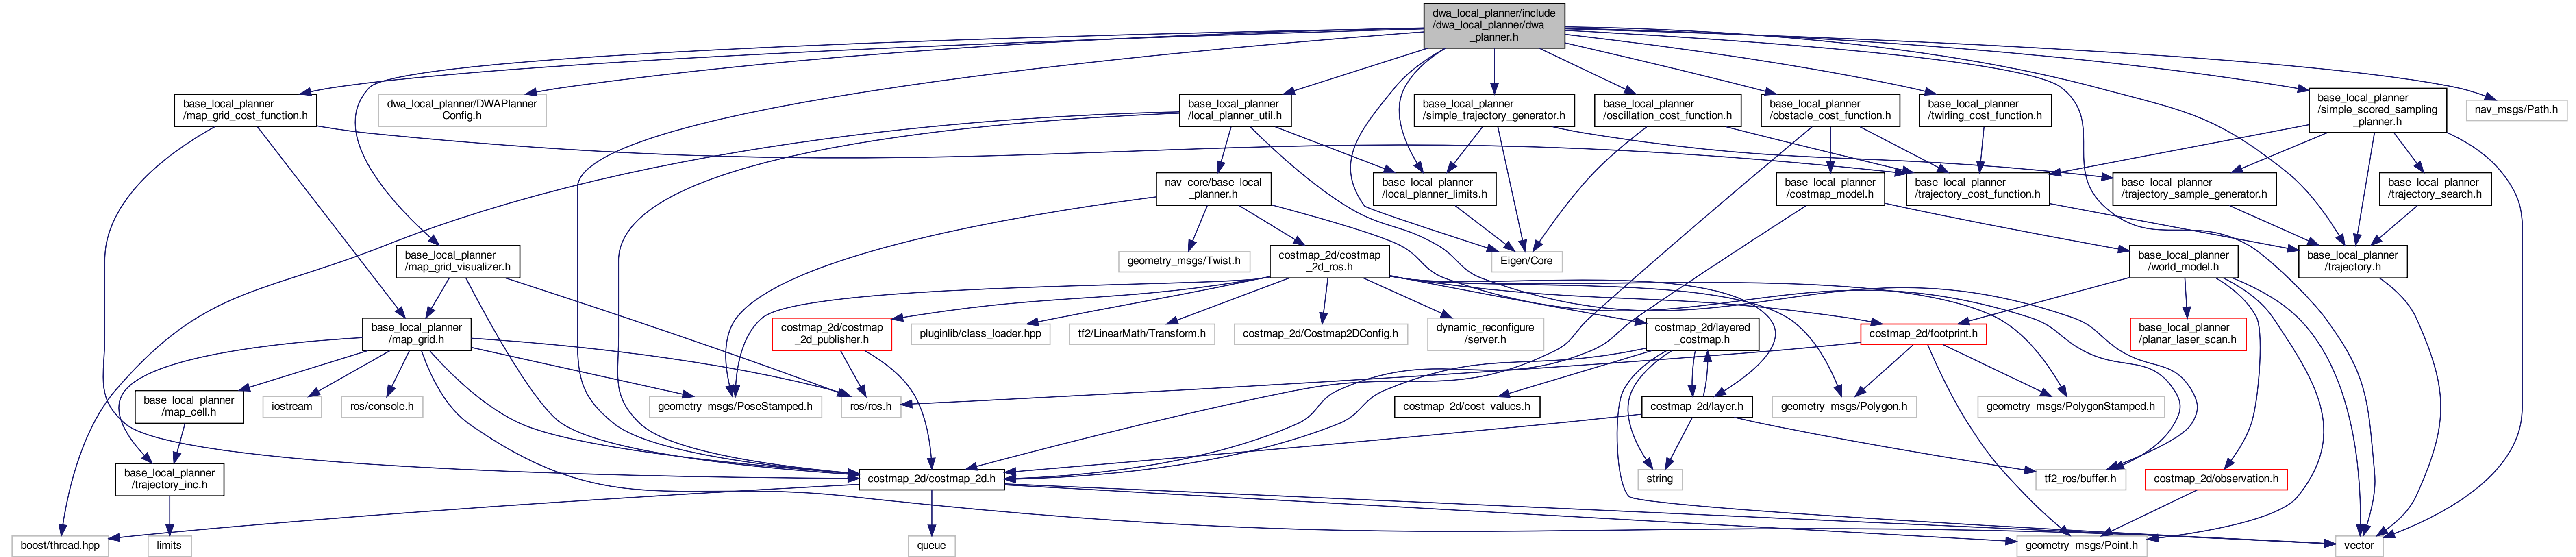 dwa_local_planner/include
/dwa_local_planner/dwa
_planner.h
base_local_planner
/map_grid_cost_function.h
dwa_local_planner/DWAPlanner
Config.h
base_local_planner
/local_planner_util.h
base_local_planner
/simple_trajectory_generator.h
base_local_planner
/oscillation_cost_function.h
base_local_planner
/obstacle_cost_function.h
base_local_planner
/twirling_cost_function.h
base_local_planner
/simple_scored_sampling
_planner.h
nav_msgs/Path.h
nav_core/base_local
_planner.h
base_local_planner
/local_planner_limits.h
base_local_planner
/costmap_model.h
base_local_planner
/trajectory_cost_function.h
base_local_planner
/trajectory_sample_generator.h
base_local_planner
/trajectory_search.h
base_local_planner
/map_grid_visualizer.h
geometry_msgs/Twist.h
costmap_2d/costmap
_2d_ros.h
Eigen/Core
base_local_planner
/world_model.h
base_local_planner
/trajectory.h
base_local_planner
/map_grid.h
costmap_2d/costmap
_2d_publisher.h
pluginlib/class_loader.hpp
tf2/LinearMath/Transform.h
costmap_2d/Costmap2DConfig.h
dynamic_reconfigure
/server.h
costmap_2d/layered
_costmap.h
costmap_2d/footprint.h
base_local_planner
/planar_laser_scan.h
base_local_planner
/map_cell.h
iostream
ros/console.h
geometry_msgs/PoseStamped.h
ros/ros.h
costmap_2d/cost_values.h
costmap_2d/layer.h
geometry_msgs/Polygon.h
geometry_msgs/PolygonStamped.h
base_local_planner
/trajectory_inc.h
costmap_2d/costmap_2d.h
string
tf2_ros/buffer.h
costmap_2d/observation.h
boost/thread.hpp
limits
queue
geometry_msgs/Point.h
vector